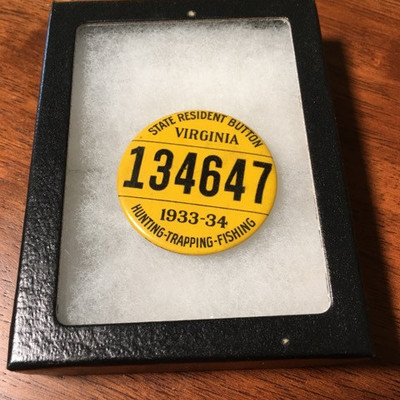 STATE RESIDENT BUTTON
VIRGINIA
134647
1933-34
HUNTING-TRAPPING-FISHING